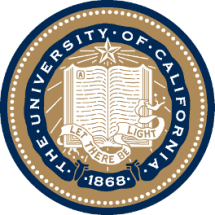 ·THE·UNIVERSITY·OF·CALIFORNIA·
A
LET THERE BE LIGHT
·1868·